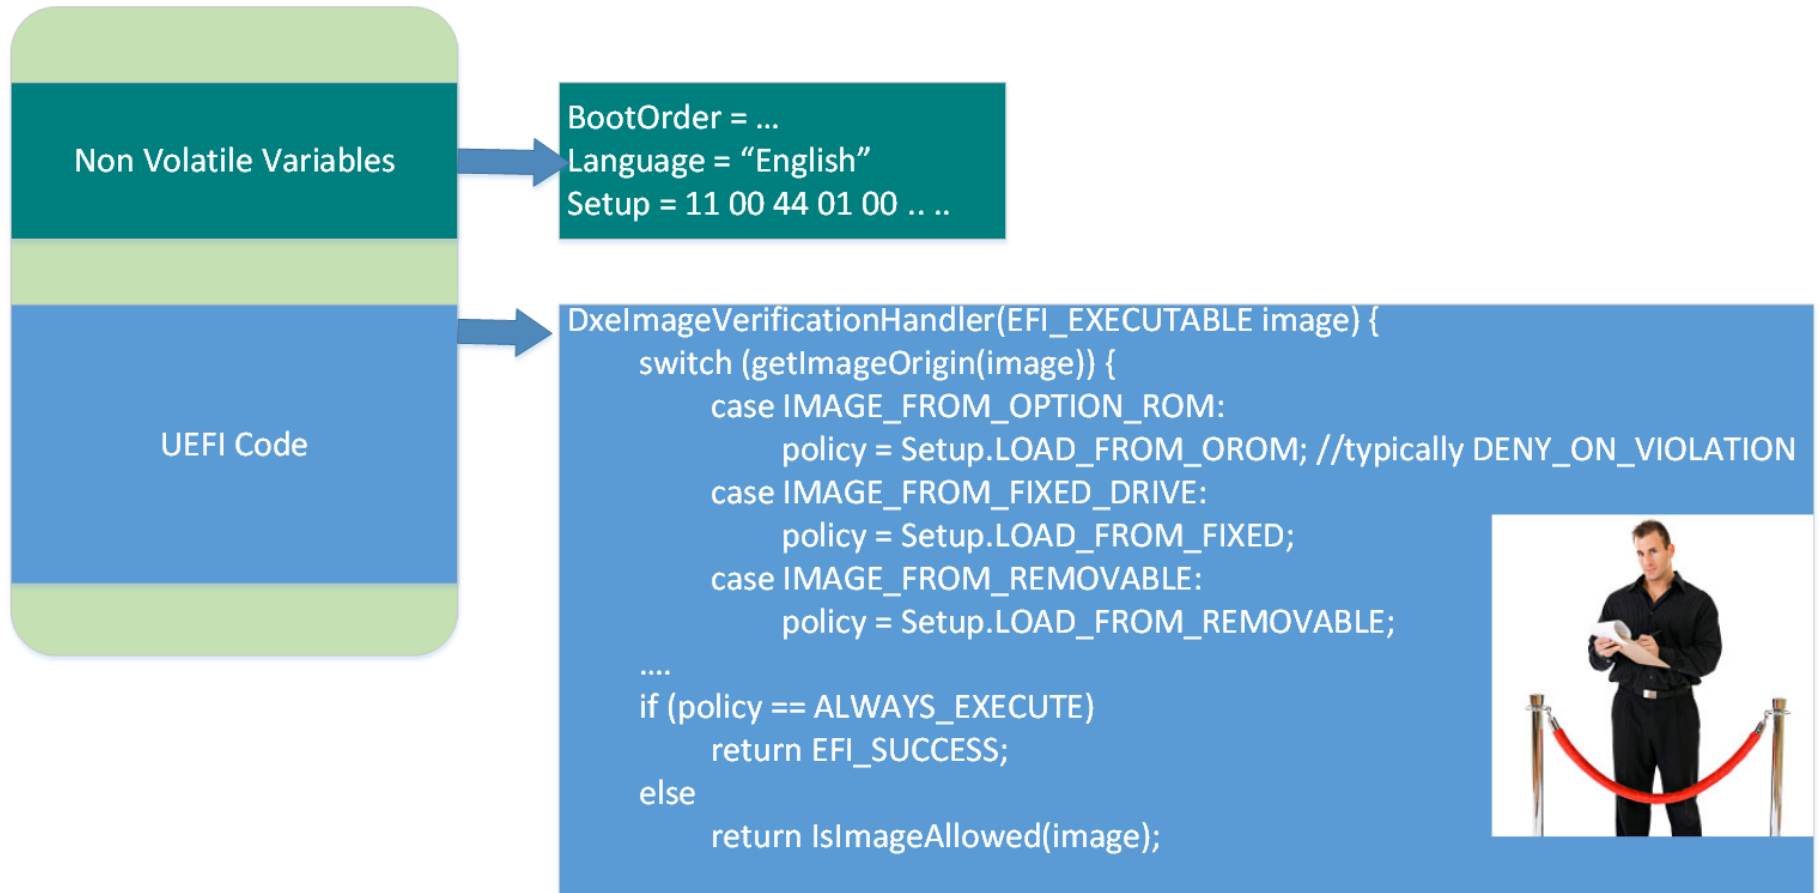 Non Volatile Variables
BootOrder = ...
Language = “English”
Setup = 11 00 44 01 00 .. ..
UEFI Code
DxeImageVerificationHandler(EFI_EXECUTABLE image) {
switch (getImageOrigin(image)) {
case IMAGE_FROM_OPTION_ROM:
policy = Setup.LOAD_FROM_OROM; //typically DENY_ON_VIOLATION
case IMAGE_FROM_FIXED_DRIVE:
policy = Setup.LOAD_FROM_FIXED;
case IMAGE_FROM_REMOVABLE:
policy = Setup.LOAD_FROM_REMOVABLE;
....
if (policy == ALWAYS_EXECUTE)
return EFI_SUCCESS;
else
return IsImageAllowed(image);